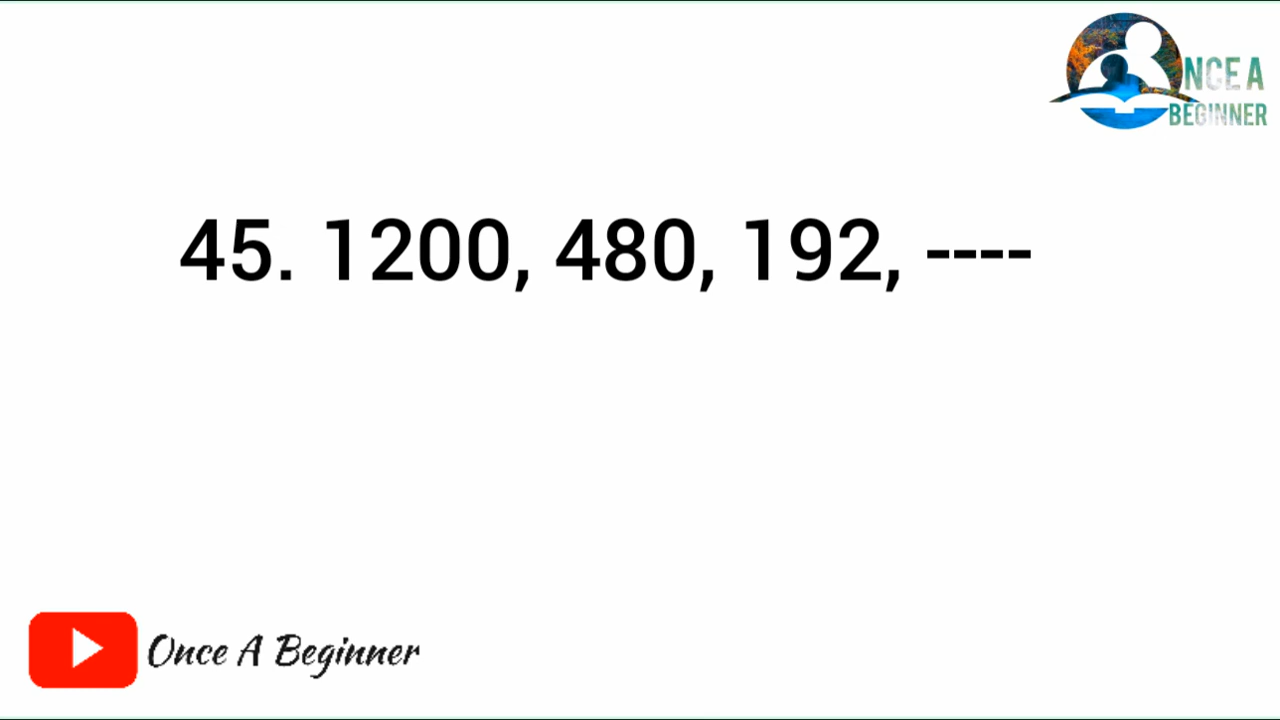 NCE A
BEGINNER
45. 1200, 480, 192, ----
Once A Beginner